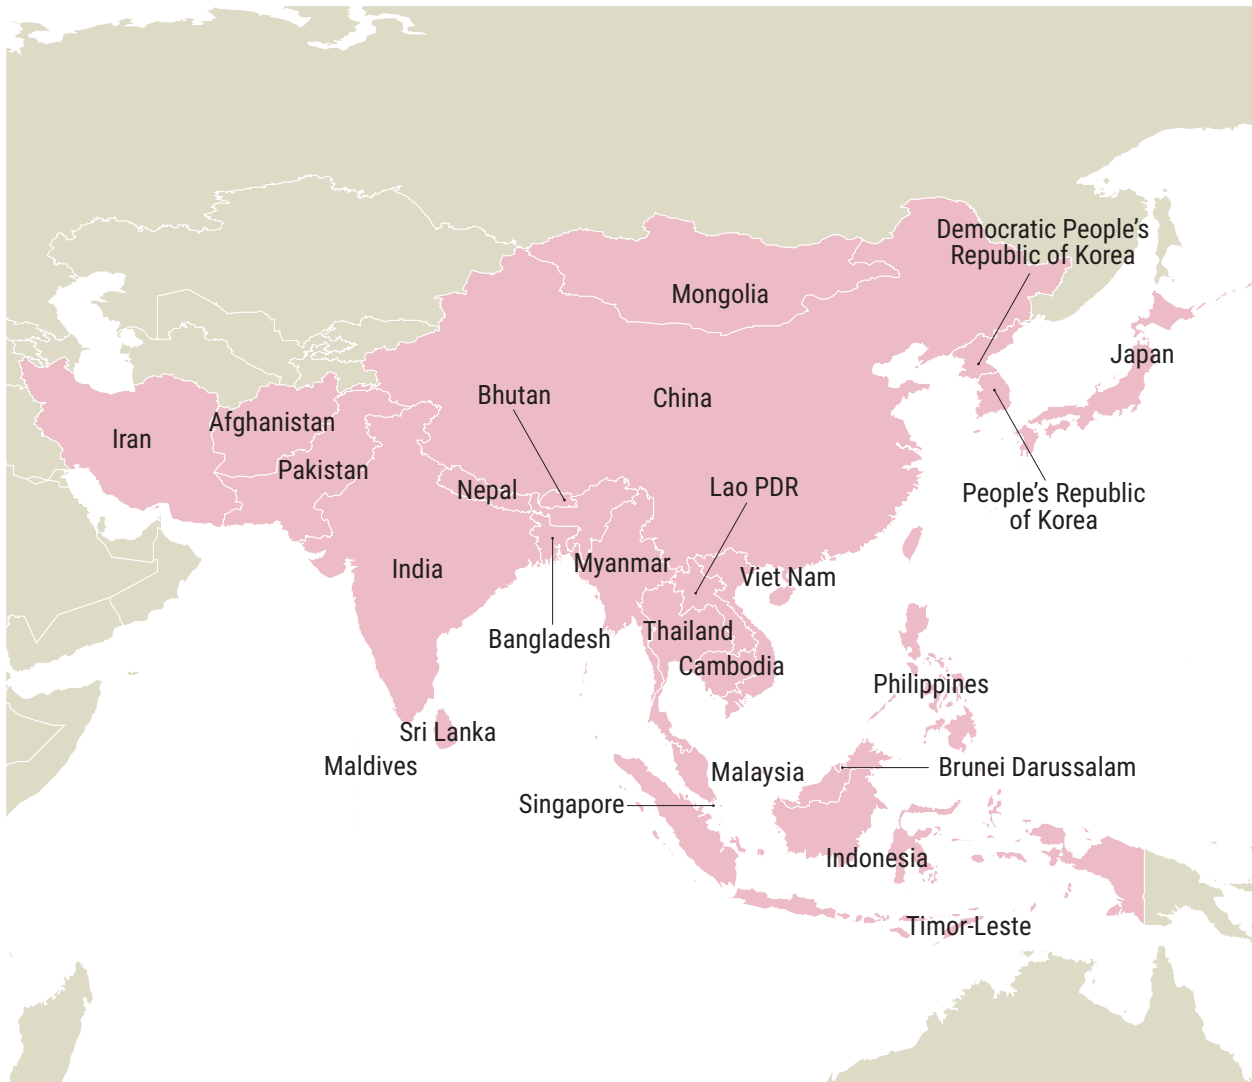 Democratic People’s
Republic of Korea
Mongolia
Japan
Bhutan
China
Afghanistan
Iran
Pakistan
Nepal
Lao PDR
People’s Republic
of Korea
India
Myanmar
Viet Nam
Bangladesh
Thailand
Cambodia
Philippines
Sri Lanka
Maldives
Malaysia
Brunei Darussalam
Singapore
Indonesia
Timor-Leste